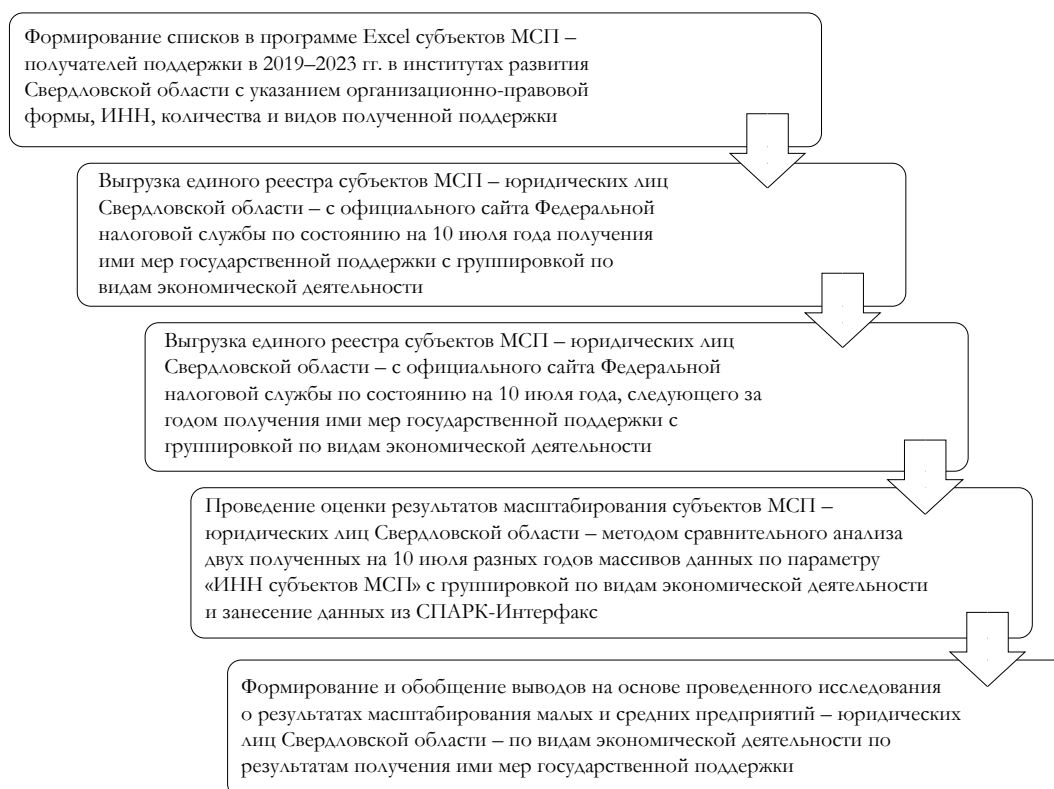 Формирование списков в программе Excel субъектов МСП –
получателей поддержки в 2019–2023 гг. в институтах развития
Свердловской области с указанием организационно-правовой
формы, ИНН, количества и видов полученной поддержки
Выгрузка единого реестра субъектов МСП – юридических лиц
Свердловской области – с официального сайта Федеральной
налоговой службы по состоянию на 10 июля года получения
ими мер государственной поддержки с группировкой по
видам экономической деятельности
Выгрузка единого реестра субъектов МСП – юридических лиц
Свердловской области – с официального сайта Федеральной
налоговой службы по состоянию на 10 июля года, следующего за
годом получения ими мер государственной поддержки с
группировкой по видам экономической деятельности
Проведение оценки результатов масштабирования субъектов МСП –
юридических лиц Свердловской области – методом сравнительного анализа
двух полученных на 10 июля разных годов массивов данных по параметру
«ИНН субъектов МСП» с группировкой по видам экономической деятельности
и занесение данных из СПАРК-Интерфакс
Формирование и обобщение выводов на основе проведенного исследования
о результатах масштабирования малых и средних предприятий – юридических
лиц Свердловской области – по видам экономической деятельности по
результатам получения ими мер государственной поддержки